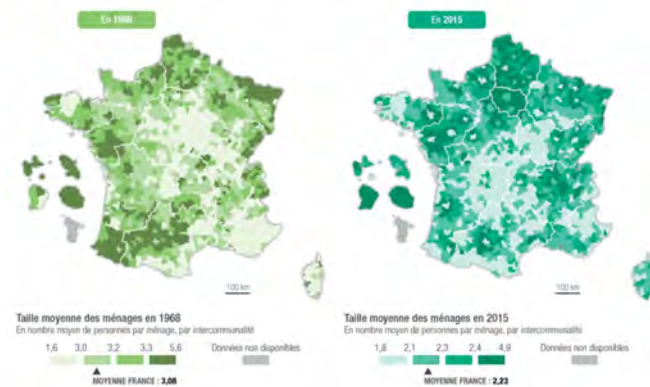 En 1968
En 2015
100 km
100 km
Taille moyenne des ménages en 1968
En nombre moyen de personnes par ménage, par intercommunalité
1,6 3,0 3,2 3,3 5,6
Données non disponibles
MOYENNE FRANCE : 3,08
Taille moyenne des ménages en 2015
En nombre moyen de personnes par ménage, par intercommunalité
1,8 2,1 2,3 2,4 4,9
Données non disponibles
MOYENNE FRANCE : 2,23